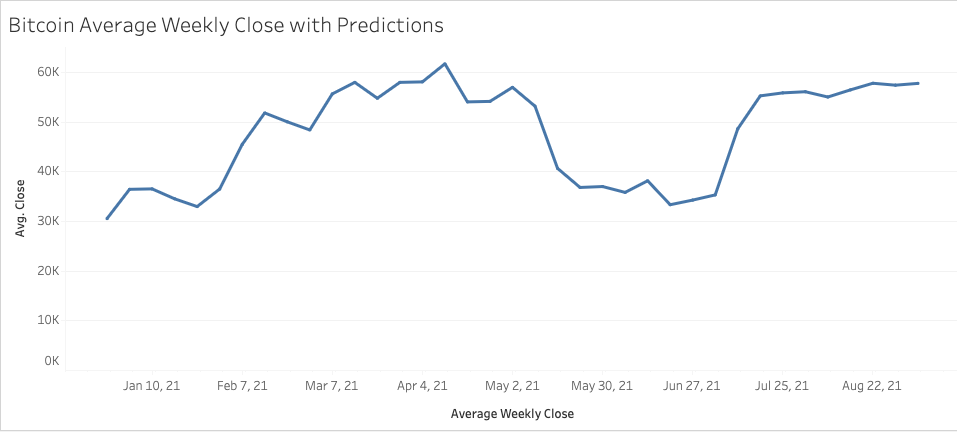 Bitcoin Average Weekly Close with Predictions
60K
50K
40K
30K
20K
10K
0K
Avg. Close
Jan 10, 21 Feb 7, 21 Mar 7, 21 Apr 4, 21 May 2, 21 May 30, 21 Jun 27, 21 Jul 25, 21 Aug 22, 21
Average Weekly Close